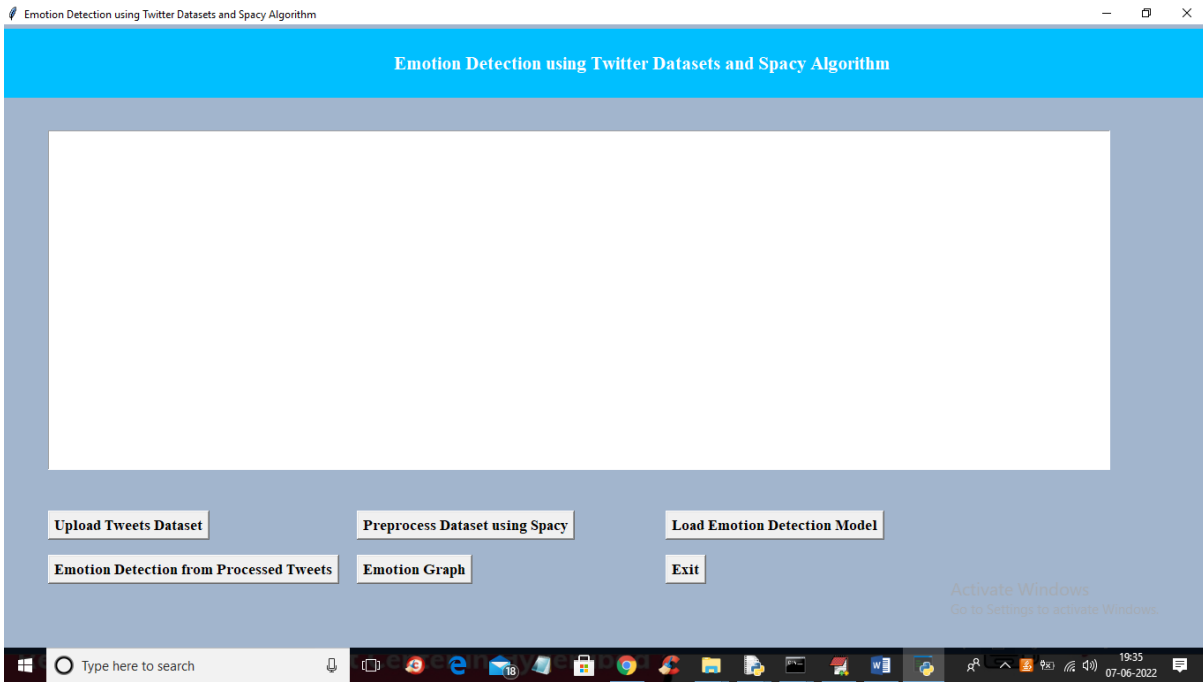 Emotion Detection using Twitter Datasets and Spacy Algorithm
Emotion Detection using Twitter Datasets and Spacy Algorithm
Upload Tweets Dataset
Preprocess Dataset using Spacy
Load Emotion Detection Model
Emotion Detection from Processed Tweets
Emotion Graph
Exit
Activate Windows
Go to Settings to activate Windows.
Type here to search
18
19:35
07-06-2022